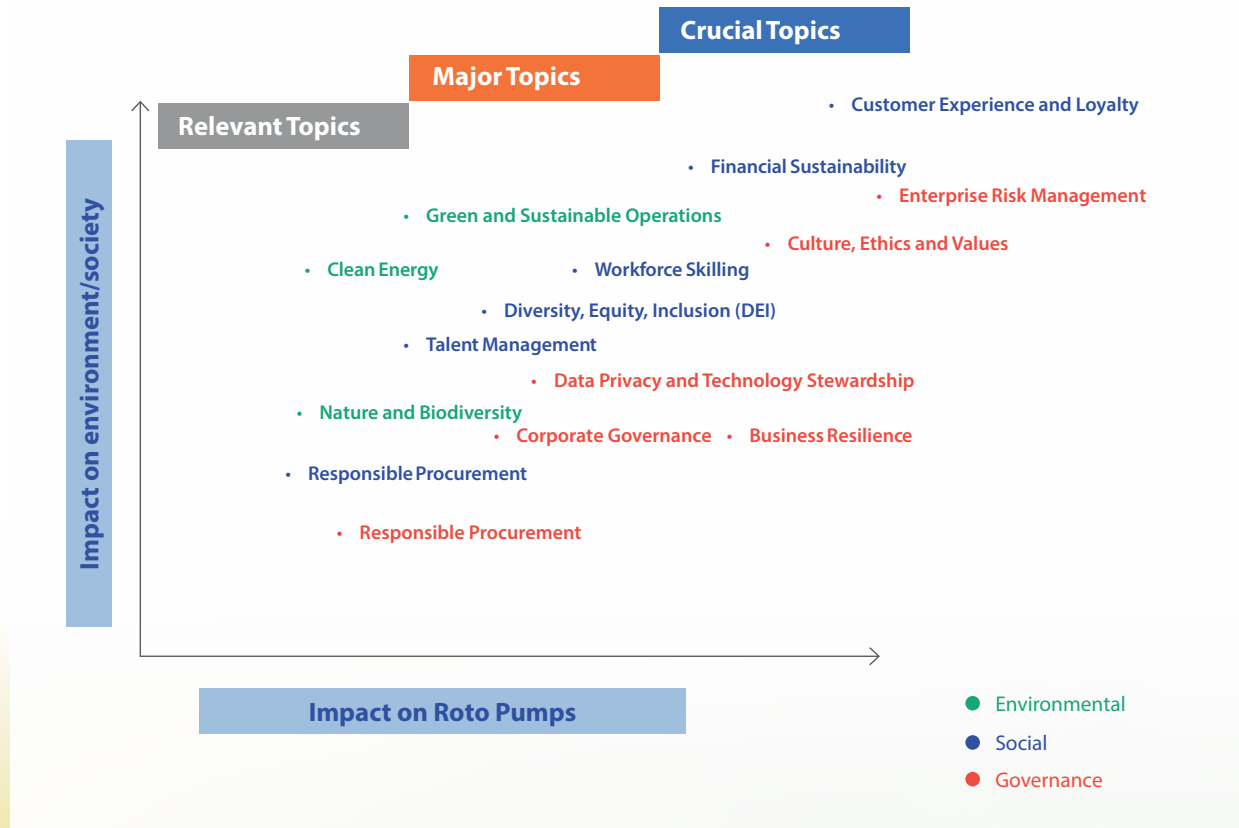 Crucial Topics
Major Topics
Relevant Topics
• Customer Experience and Loyalty
• Financial Sustainability
• Enterprise Risk Management
• Green and Sustainable Operations
• Culture, Ethics and Values
• Clean Energy
• Workforce Skilling
• Diversity, Equity, Inclusion (DEI)
• Talent Management
• Data Privacy and Technology Stewardship
• Nature and Biodiversity
• Corporate Governance
• Business Resilience
• Responsible Procurement
• Responsible Procurement
Impact on environment/society
Impact on Roto Pumps
Environmental
Social
Governance